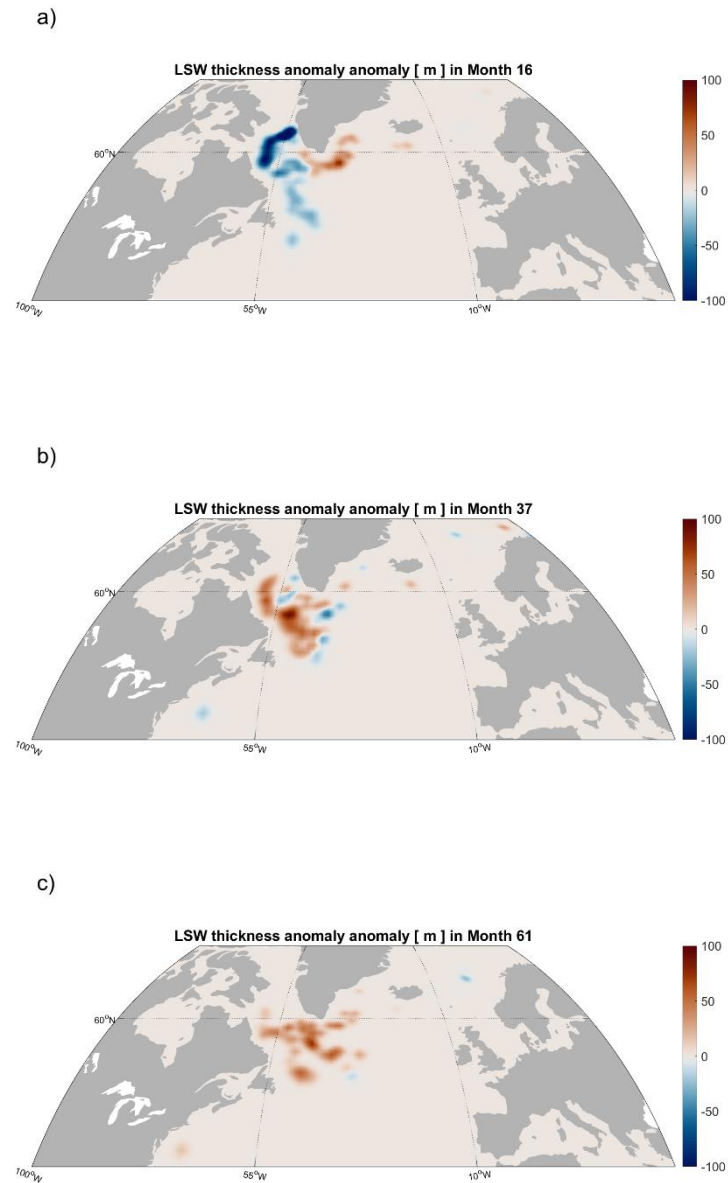 a)
LSW thickness anomaly anomaly [ m ] in Month 16
100
50
0
-50
-100
60°N
100°W
55°W
10°W
b)
LSW thickness anomaly anomaly [ m ] in Month 37
100
50
0
-50
-100
60°N
100°W
55°W
10°W
c)
LSW thickness anomaly anomaly [ m ] in Month 61
100
50
0
-50
-100
60°N
100°W
55°W
10°W